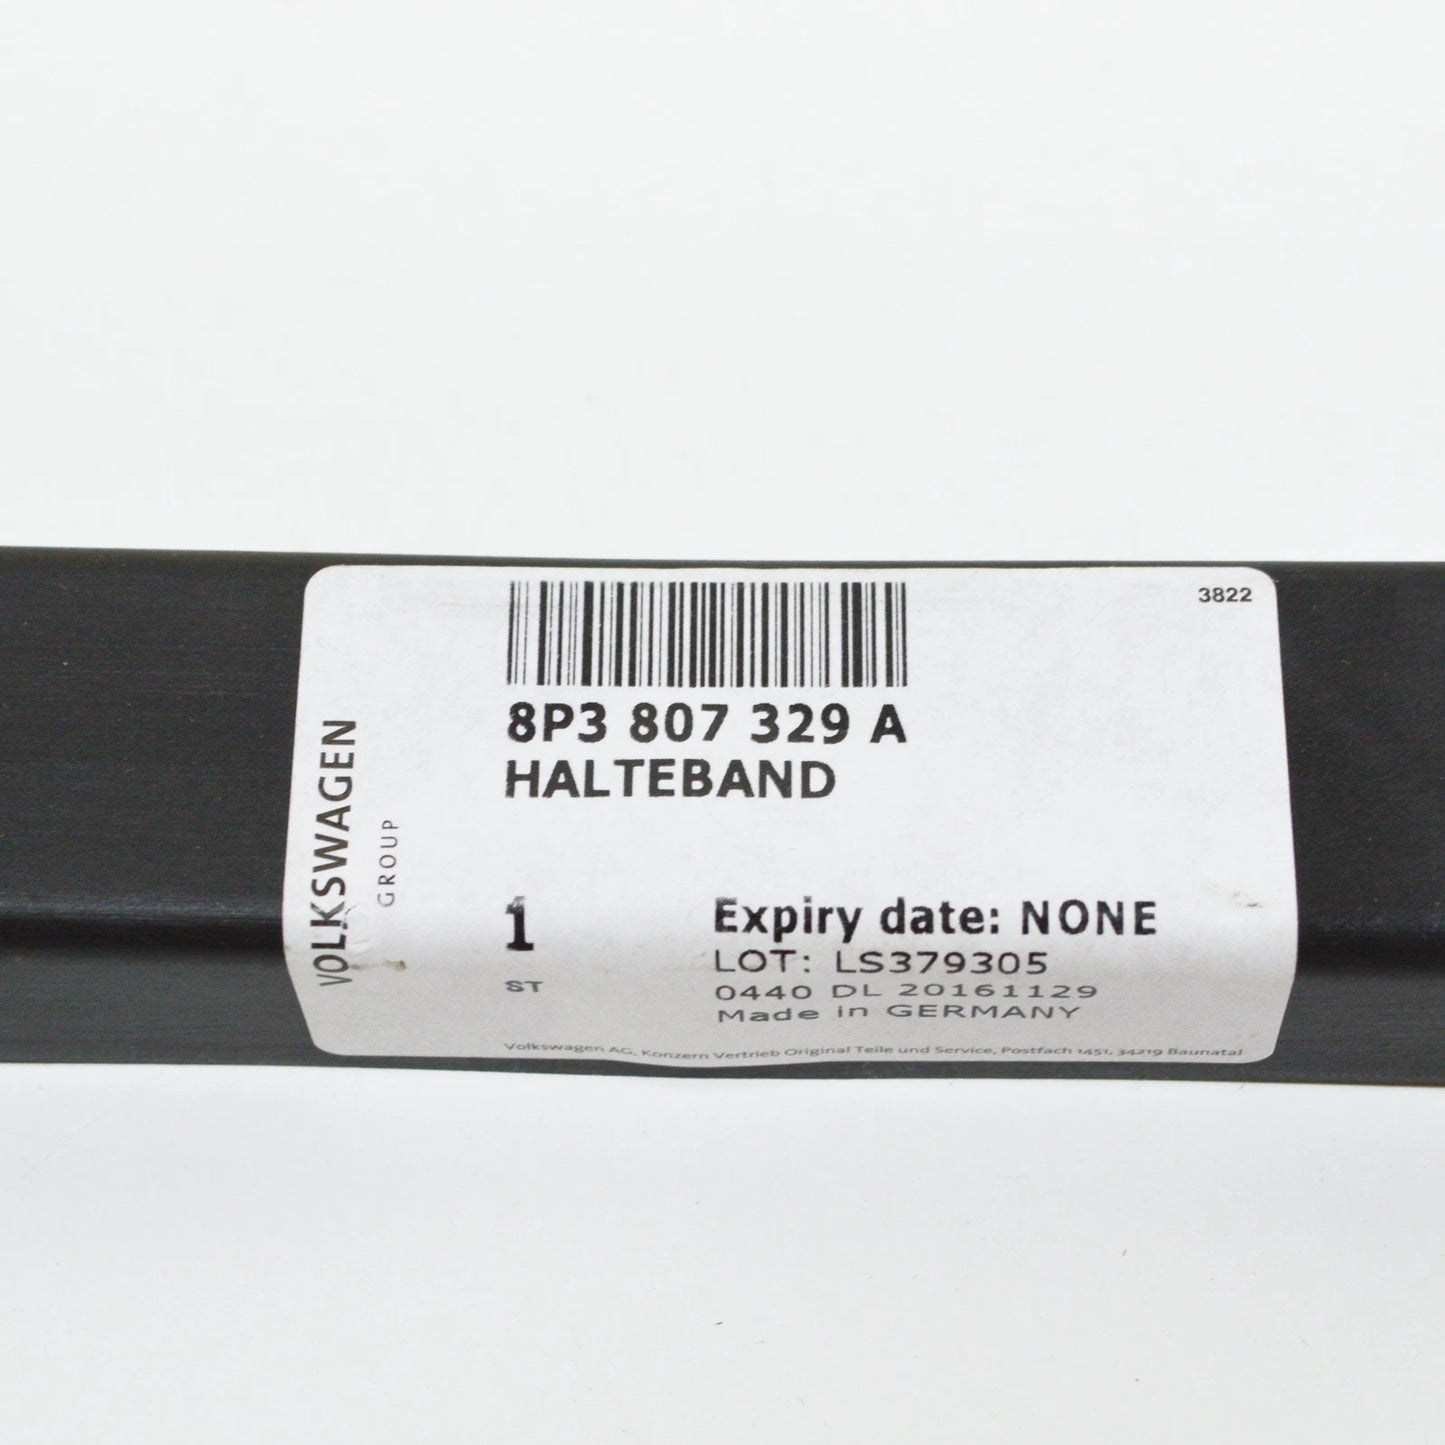 3822
8P3 807 329 A
HALTEBAND
VOLKSWAGEN
GROUP
1
ST
Expiry date: NONE
LOT: LS379305
0440 DL 20161129
Made in GERMANY
Volkswagen AG, Konzern Vertrieb Original Teile und Service, Postfach 1451, 34219 Baunatal